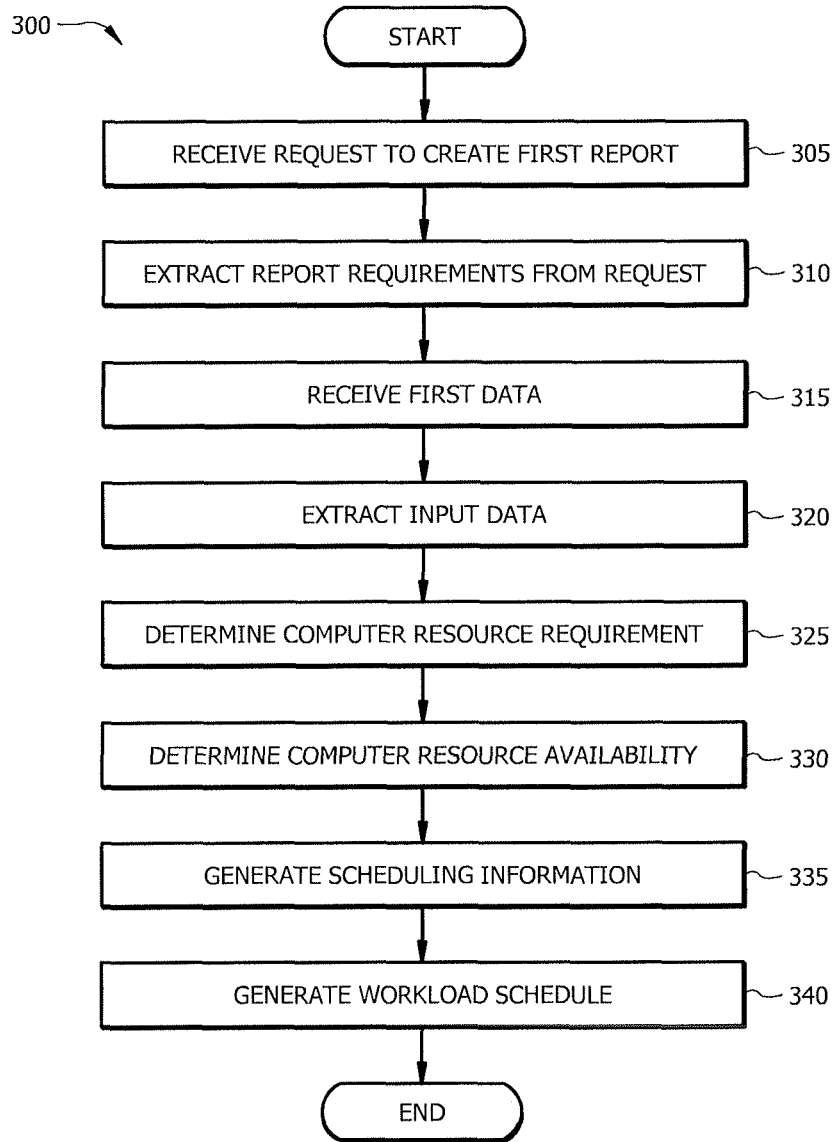 300
START
RECEIVE REQUEST TO CREATE FIRST REPORT
305
EXTRACT REPORT REQUIREMENTS FROM REQUEST
310
RECEIVE FIRST DATA
315
EXTRACT INPUT DATA
320
DETERMINE COMPUTER RESOURCE REQUIREMENT
325
DETERMINE COMPUTER RESOURCE AVAILABILITY
330
GENERATE SCHEDULING INFORMATION
335
GENERATE WORKLOAD SCHEDULE
340
END